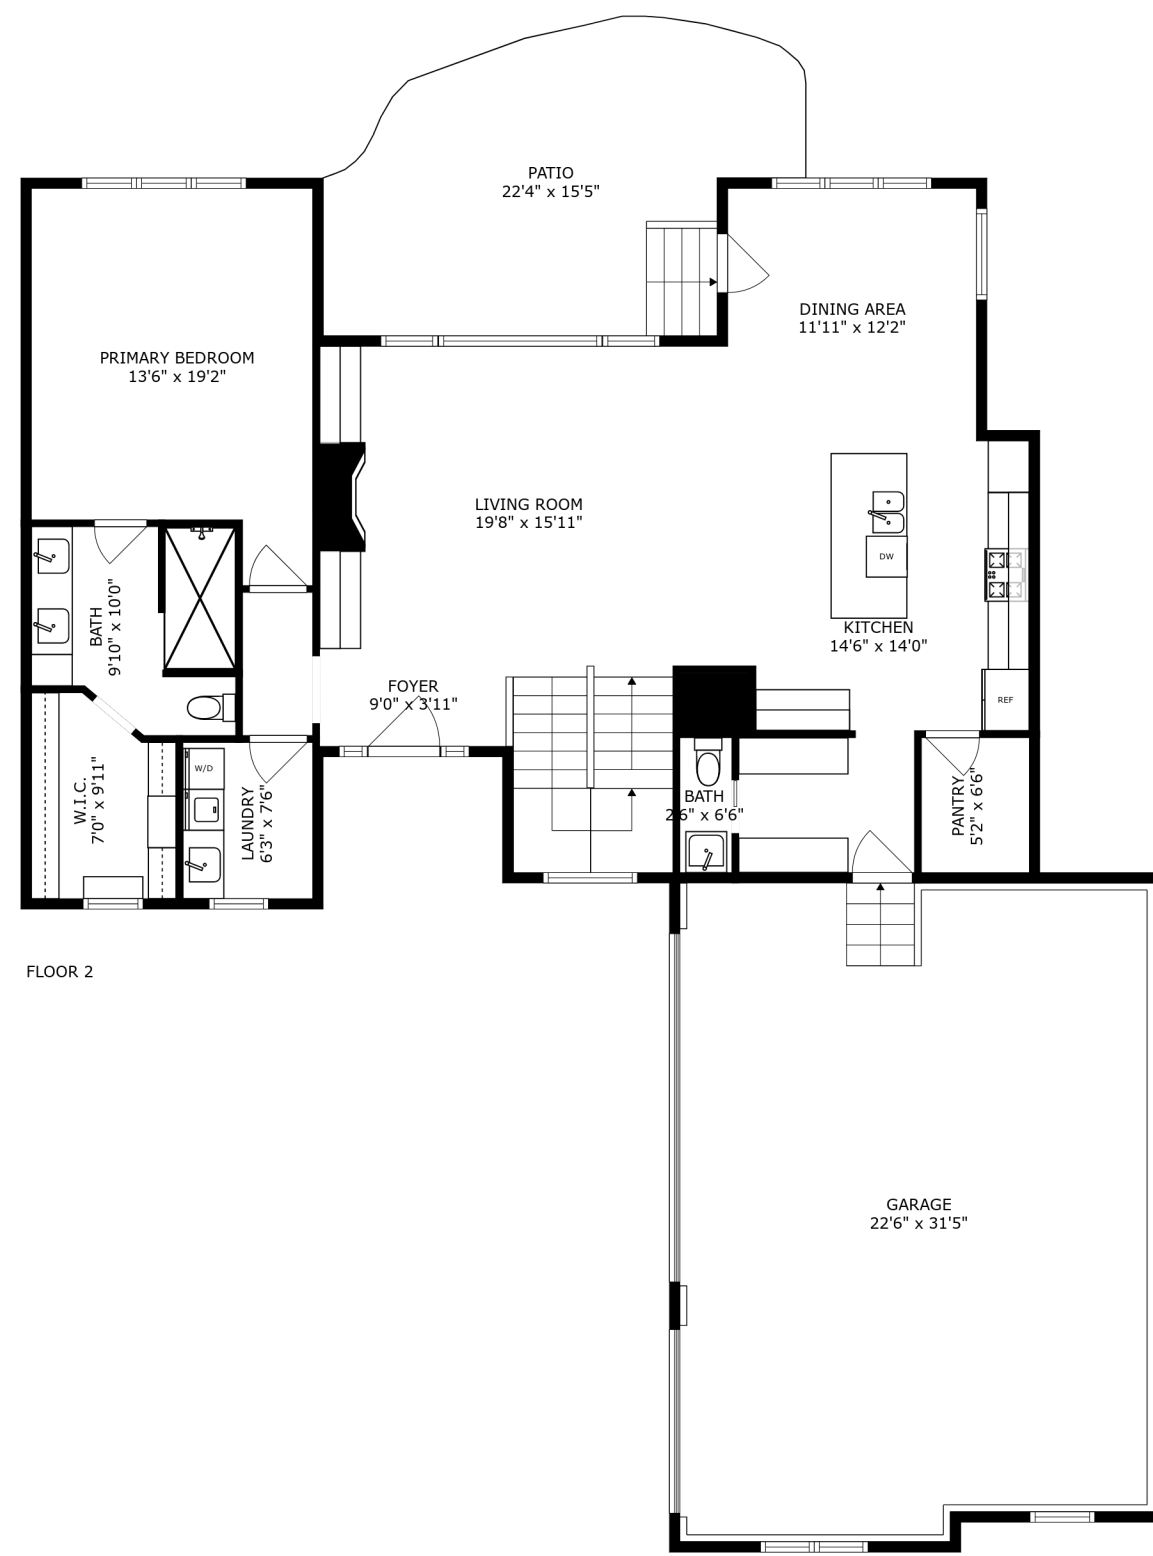 PATIO
22'4" x 15'5"
DINING AREA
11'11" x 12'2"
PRIMARY BEDROOM
13'6" x 19'2"
LIVING ROOM
19'8" x 15'11"
DW
KITCHEN
14'6" x 14'0"
BATH
9'10" x 10'0"
FOYER
9'0" x 3'11"
REF
W/D
W.I.C.
7'0" x 9'11"
LAUNDRY
6'3" x 7'6"
BATH
2'6" x 6'6"
PANTRY
5'2" x 6'6"
FLOOR 2
GARAGE
22'6" x 31'5"